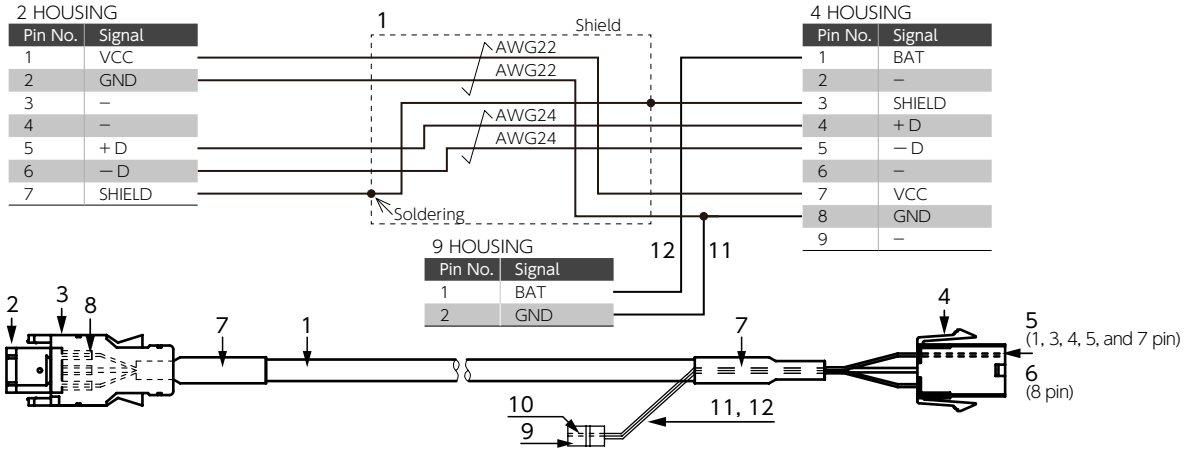 2 HOUSING
Pin No. Signal
1 VCC
2 GND
3 −
4 −
5 + D
6 − D
7 SHIELD
1
Shield
AWG22
AWG22
AWG24
AWG24
Soldering
4 HOUSING
Pin No. Signal
1 BAT
2 −
3 SHIELD
4 + D
5 − D
6 −
7 VCC
8 GND
9 −
12 11
9 HOUSING
Pin No. Signal
1 BAT
2 GND
2 3 8 7 1 7 4
5
(1, 3, 4, 5, and 7 pin)
6
(8 pin)
10
9
11, 12